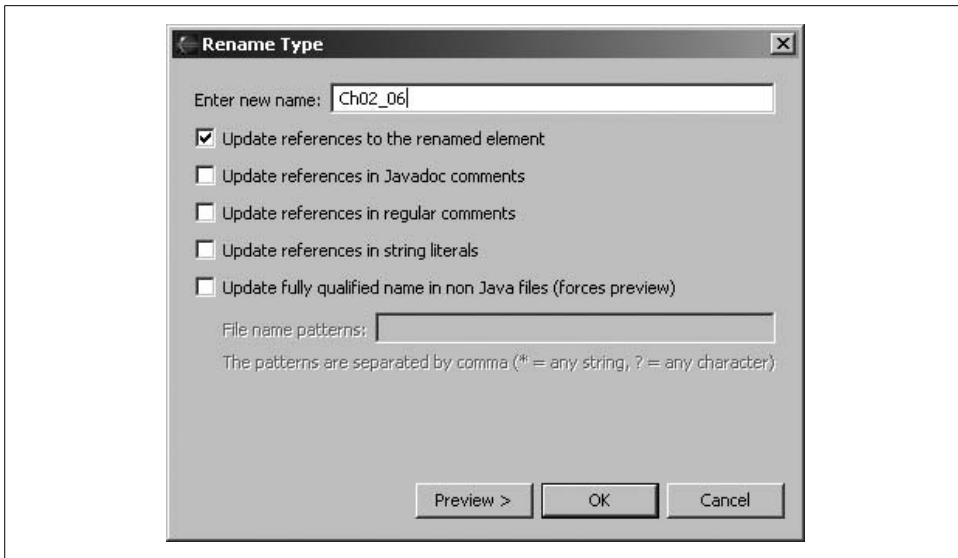 Rename Type
Enter new name: Ch02_06
Update references to the renamed element
Update references in Javadoc comments
Update references in regular comments
Update references in string literals
Update fully qualified name in non Java files (forces preview)
File name patterns:
The patterns are separated by comma (* = any string, ? = any character)
Preview > OK Cancel